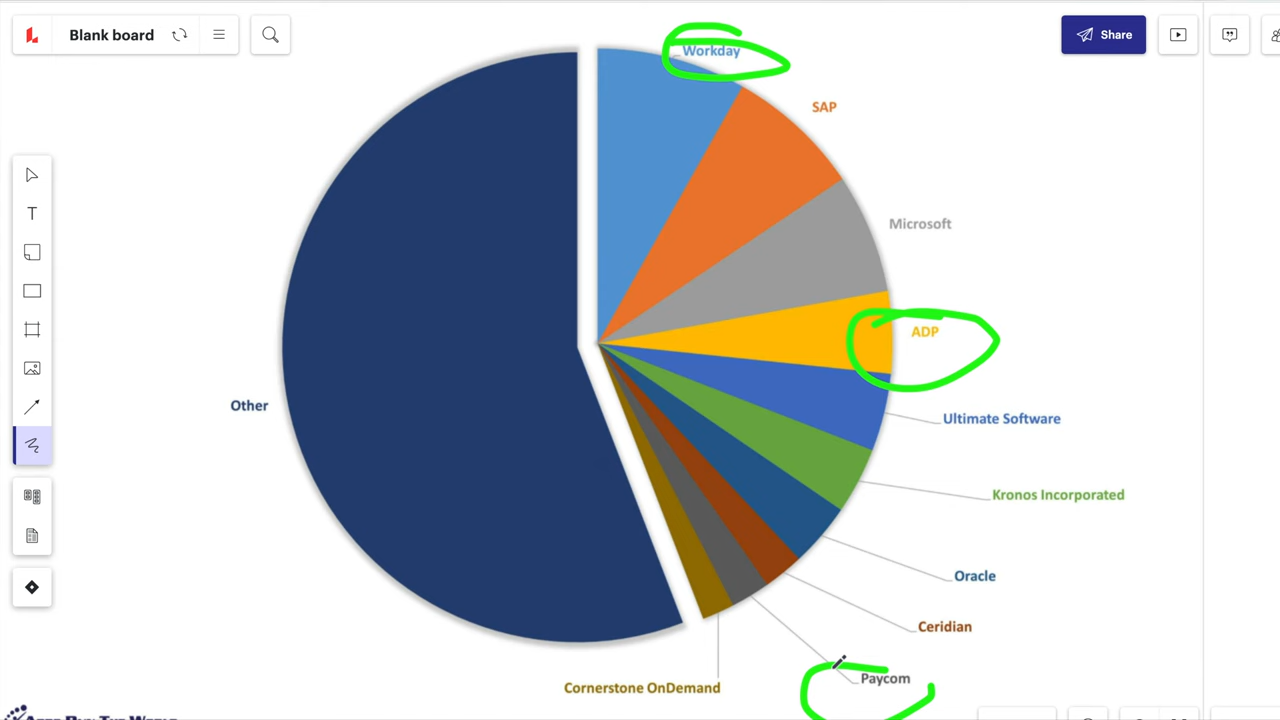 Blank board
Share
Workday
SAP
Microsoft
ADP
Other
Ultimate Software
Kronos Incorporated
Oracle
Ceridian
Paycom
Cornerstone OnDemand